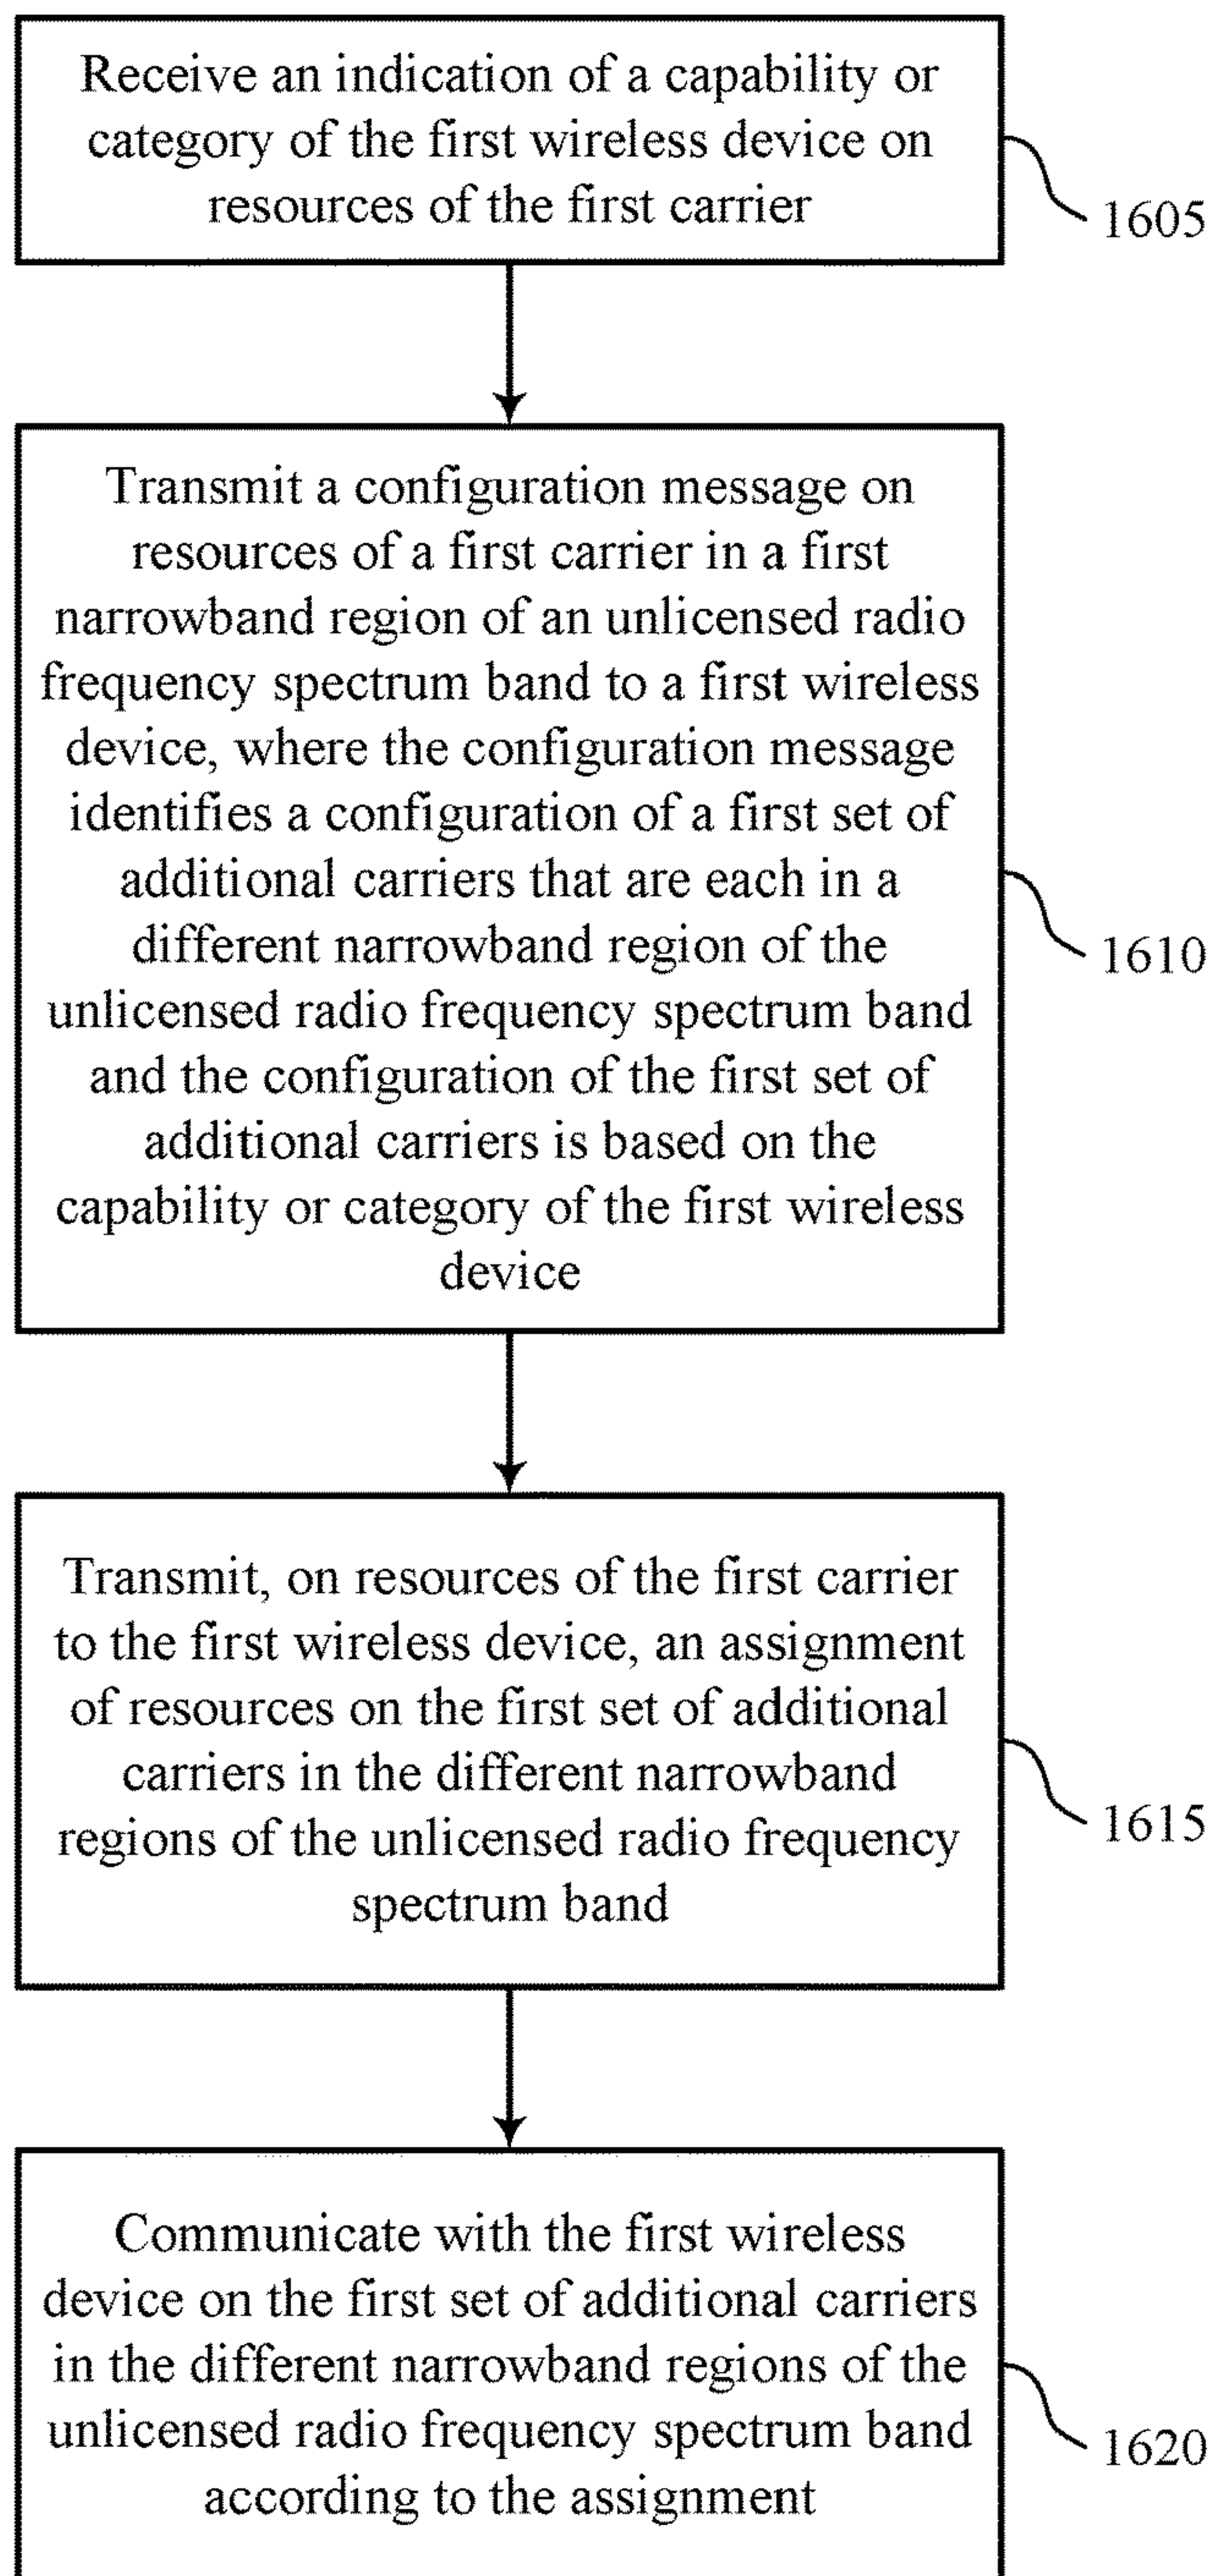 Receive an indication of a capability or
category of the first wireless device on
resources of the first carrier
1605
Transmit a configuration message on
resources of a first carrier in a first
narrowband region of an unlicensed radio
frequency spectrum band to a first wireless
device, where the configuration message
identifies a configuration of a first set of
additional carriers that are each in a
different narrowband region of the
unlicensed radio frequency spectrum band
and the configuration of the first set of
additional carriers is based on the
capability or category of the first wireless
device
1610
Transmit, on resources of the first carrier
to the first wireless device, an assignment
of resources on the first set of additional
carriers in the different narrowband
regions of the unlicensed radio frequency
spectrum band
1615
Communicate with the first wireless
device on the first set of additional carriers
in the different narrowband regions of the
unlicensed radio frequency spectrum band
according to the assignment
1620